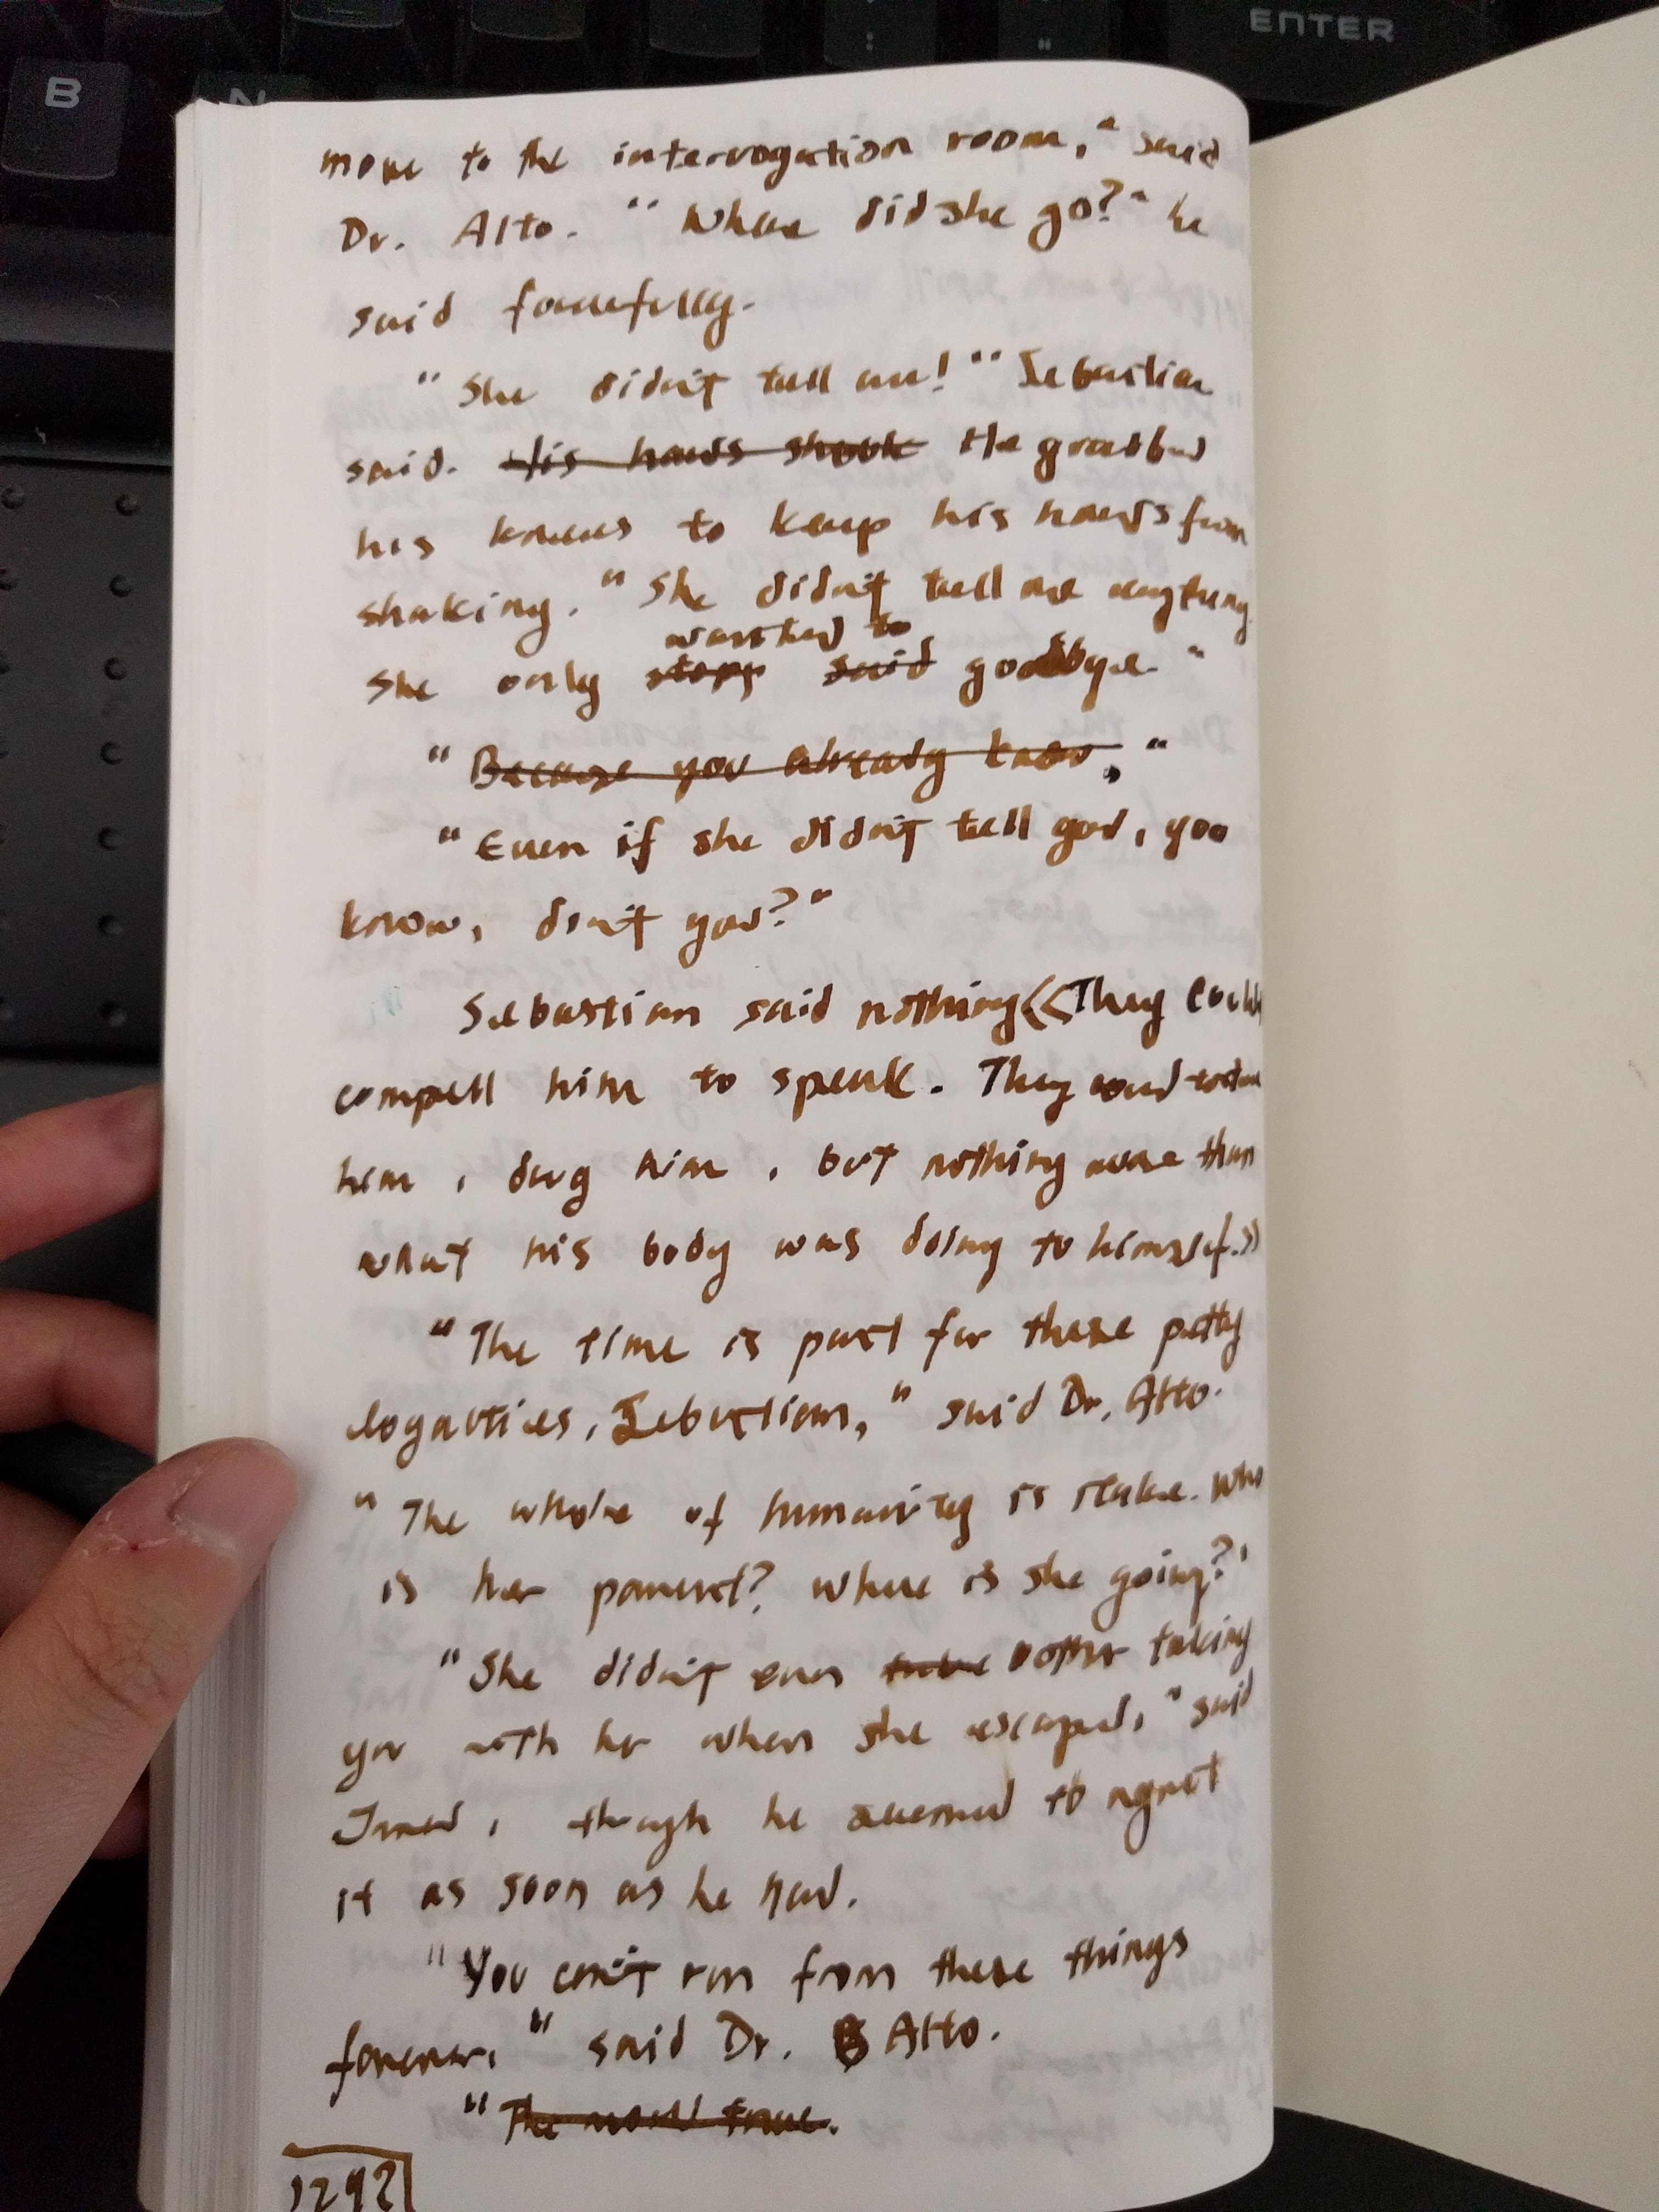 B N : " ENTER
move to the interrogation room," said
Dr. Alto. "Where did she go?" he
said forcefully.
"She didn't tell me!" Sebastian
said. His hands shook He grabbed
his knees to keep his hands from
shaking. "She didn't tell me anything.
wanted to
She only stopp said goodbye."
"Because you already know,"
"Even if she didn't tell you, you
know, don't you?"
Sebastian said nothing <<They could
compell him to speak. They could torture
him, drug him, but nothing worse than
what his body was doing to himself.>>
"The time is past for these petty
loyalties, Sebastian," said Dr. Alto.
"The whole of humanity is stake. Who
is her parent? Where is she going?"
"She didn't even bother taking
you with her when she escaped," said
though he seemed to regret
it as soon as he had.
"You can't run from these things
forever," said Dr. B Alto.
"The
1292